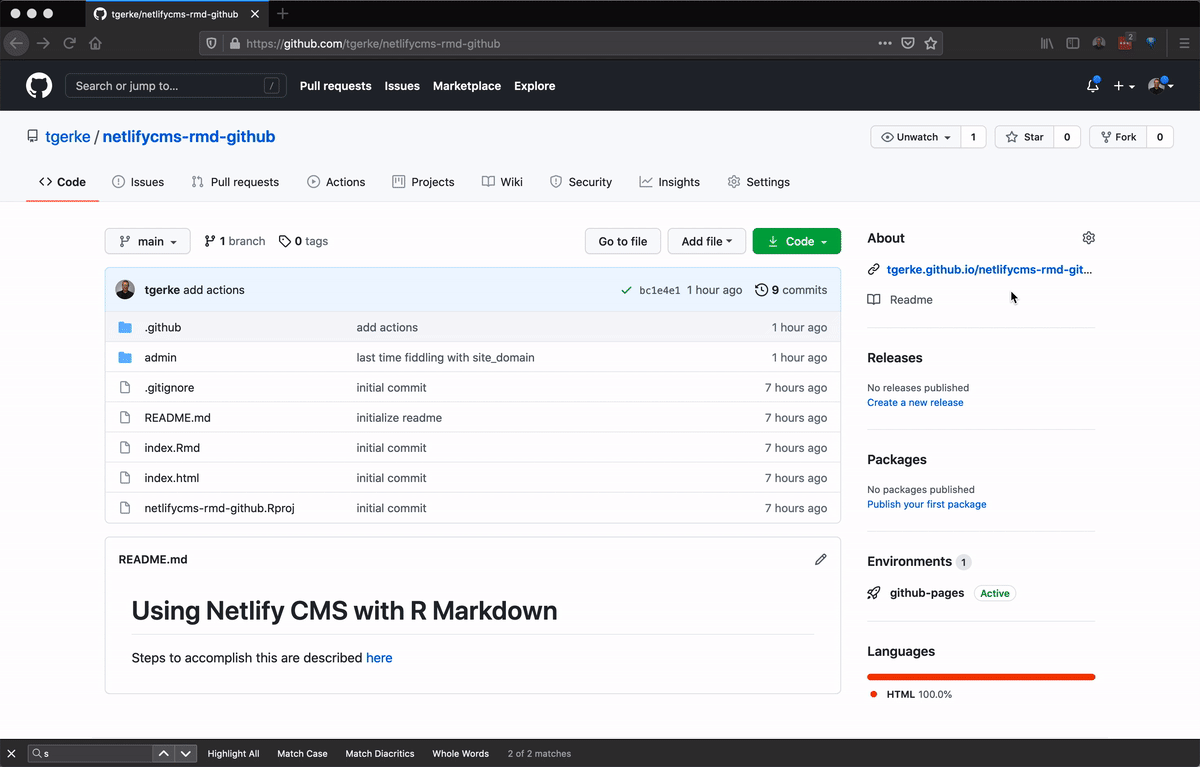 tgerke/netlifycms-rmd-github
https://github.com/tgerke/netlifycms-rmd-github
2
Search or jump to... /
Pull requests Issues Marketplace Explore
tgerke / netlifycms-rmd-github
Unwatch 1 Star 0 Fork 0
Code Issues Pull requests Actions Projects Wiki Security Insights Settings
main 1 branch 0 tags Go to file Add file Code
tgerke add actions bc1e4e1 1 hour ago 9 commits
.github add actions 1 hour ago
admin last time fiddling with site_domain 1 hour ago
.gitignore initial commit 7 hours ago
README.md initialize readme 7 hours ago
index.Rmd initial commit 7 hours ago
index.html initial commit 7 hours ago
netlifycms-rmd-github.Rproj initial commit 7 hours ago
README.md
Using Netlify CMS with R Markdown
Steps to accomplish this are described here
About
tgerke.github.io/netlifycms-rmd-git...
Readme
Releases
No releases published
Create a new release
Packages
No packages published
Publish your first package
Environments 1
github-pages Active
Languages
HTML 100.0%
s Highlight All Match Case Match Diacritics Whole Words 2 of 2 matches